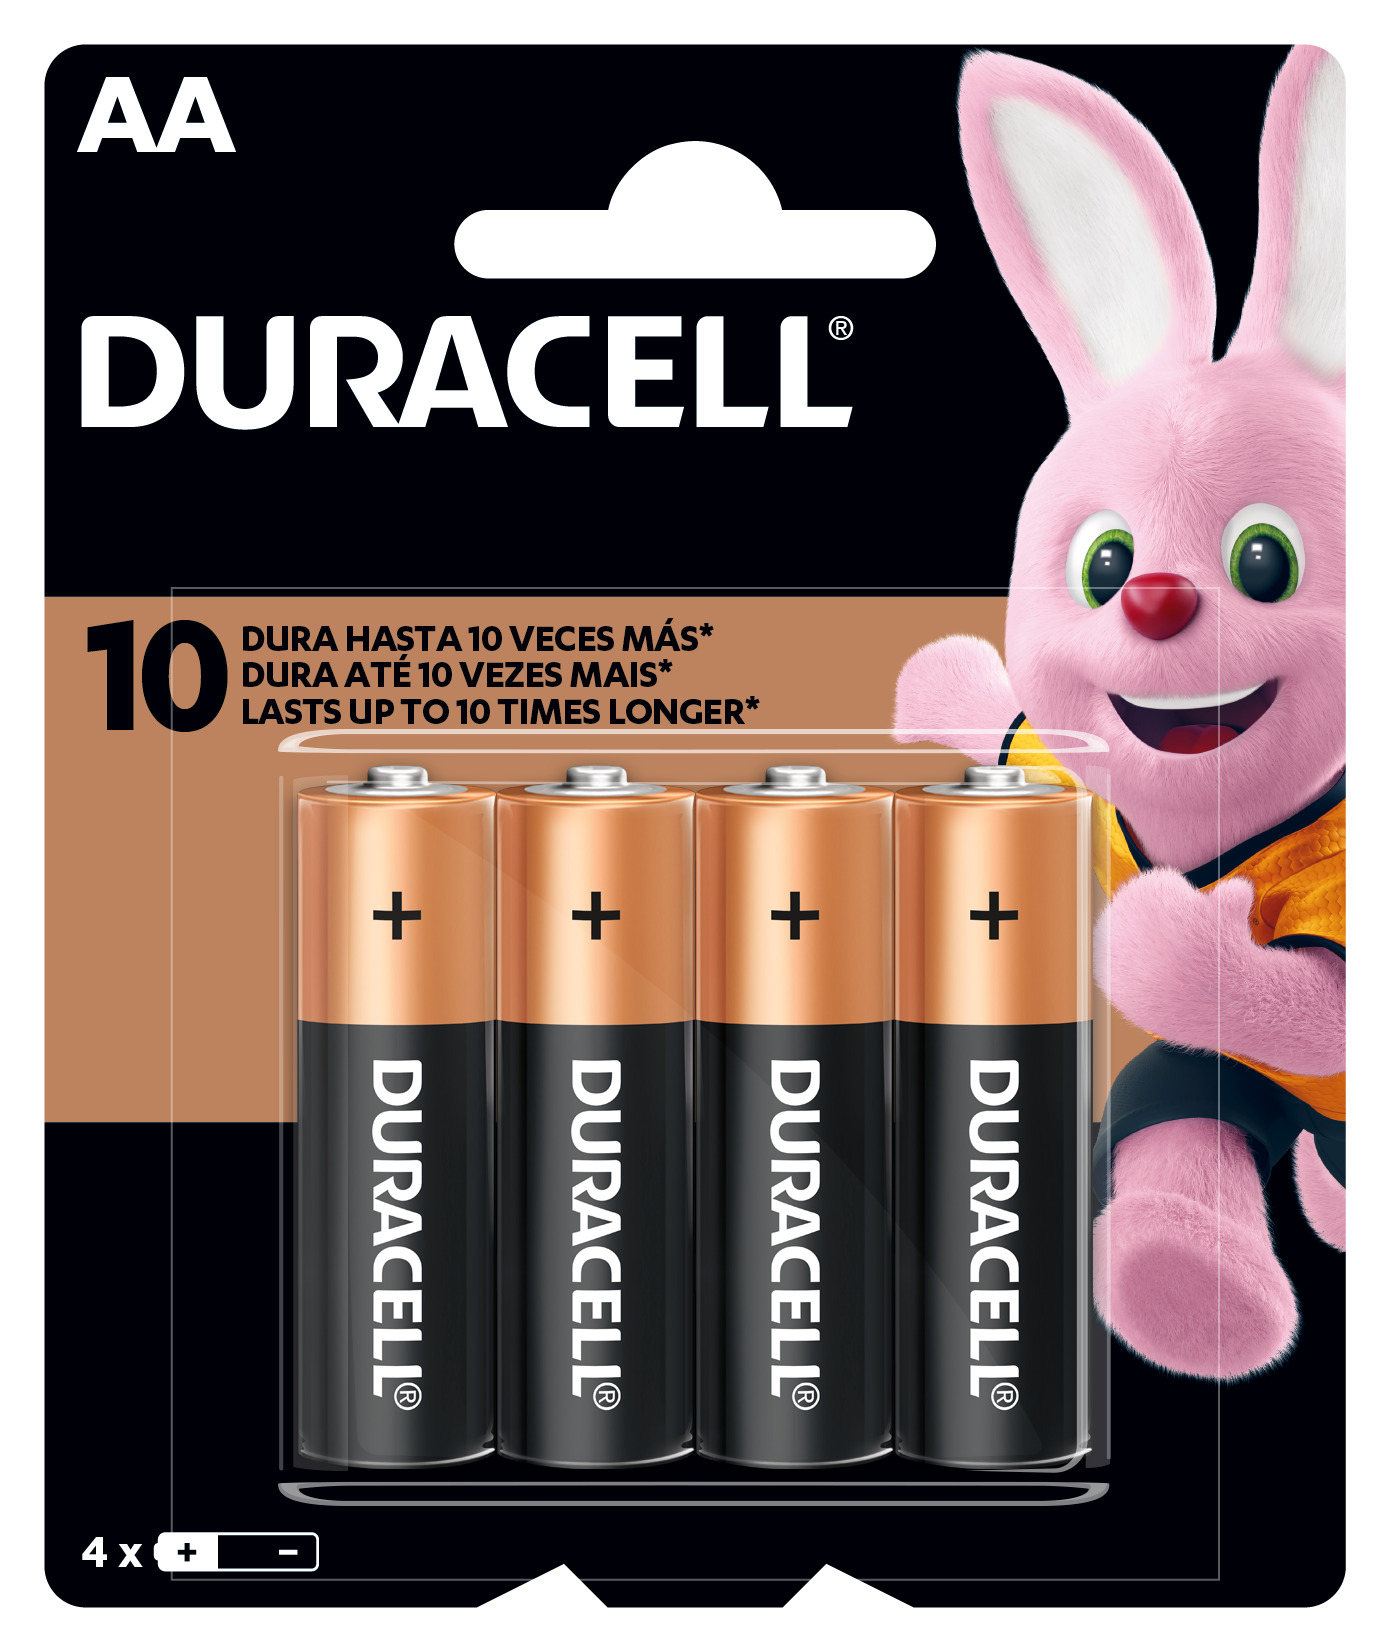 AA
DURACELL®
10
DURA HASTA 10 VECES MÁS*
DURA ATÉ 10 VEZES MAIS*
LASTS UP TO 10 TIMES LONGER*
+ + + +
DURACELL®
DURACELL®
DURACELL®
DURACELL®
4 x + −